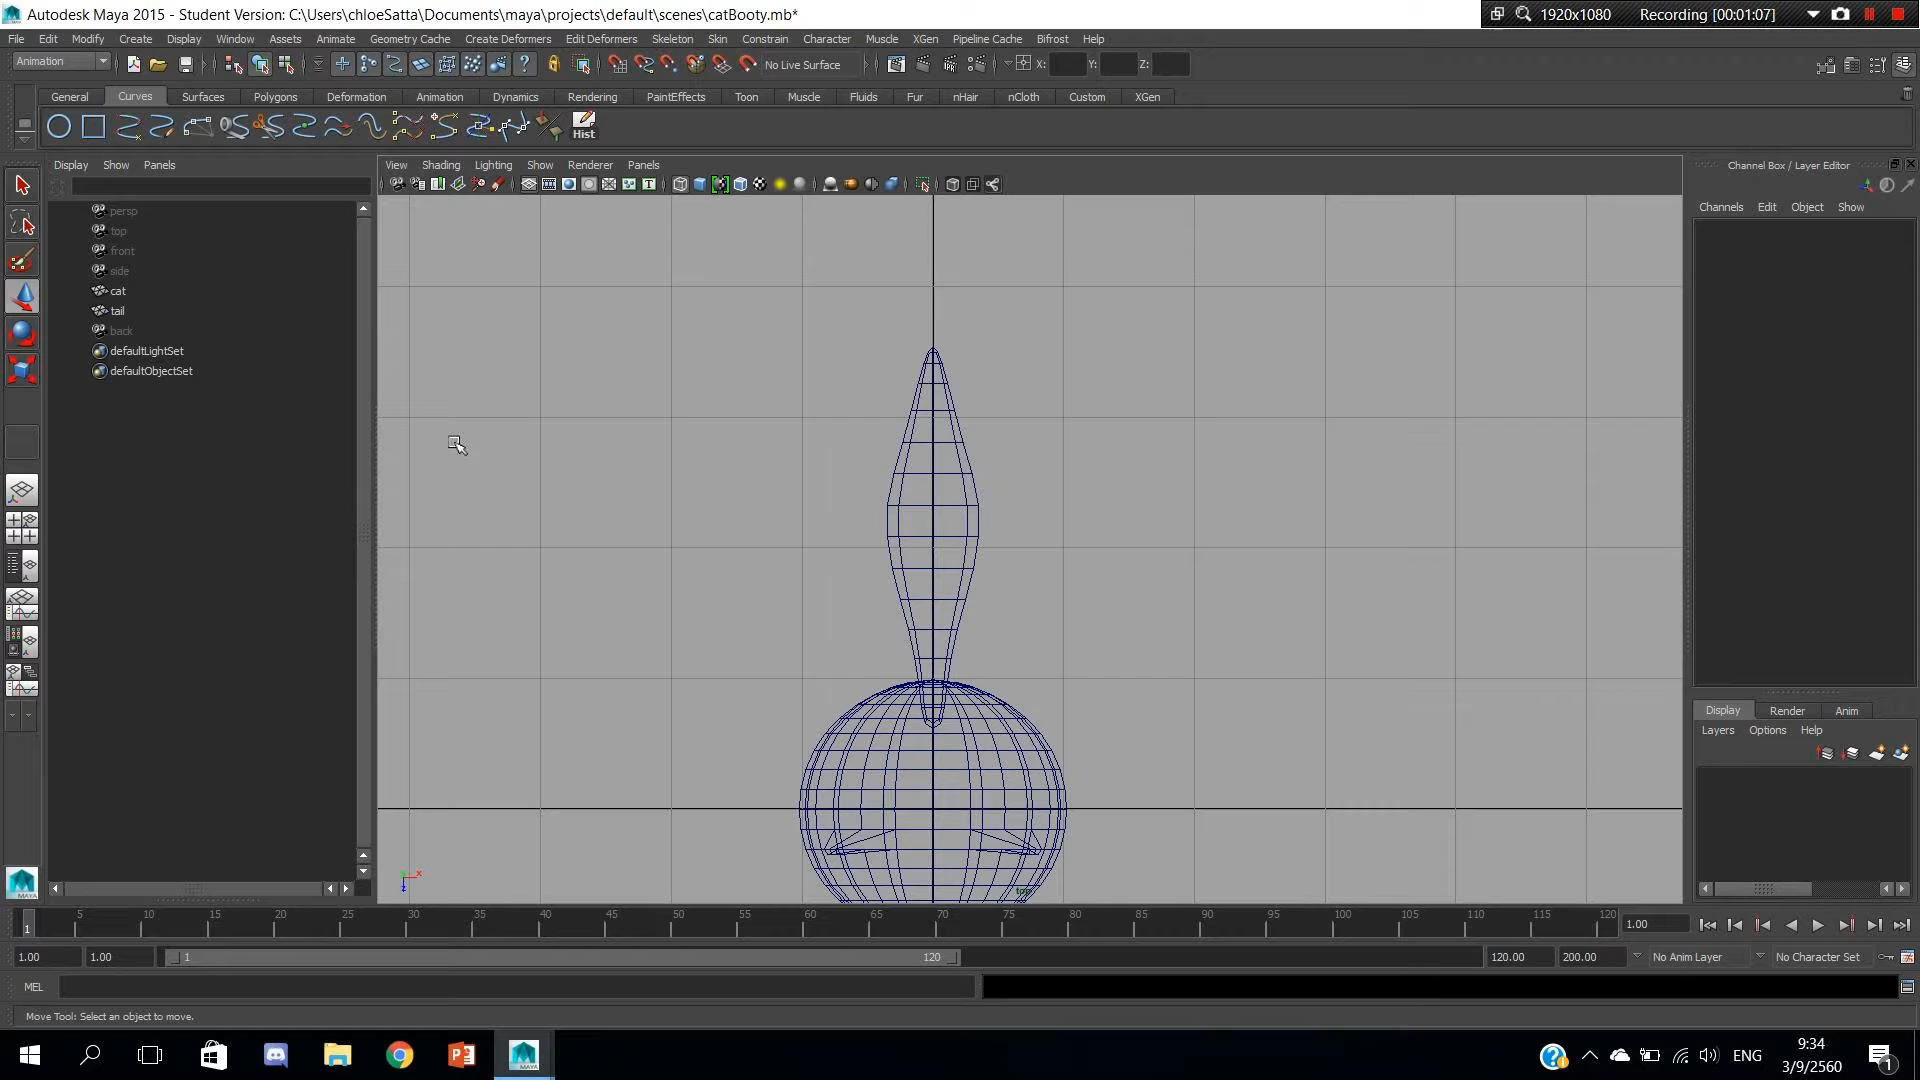 Autodesk Maya 2015 - Student Version: C:\Users\chloeSatta\Documents\maya\projects\default\scenes\catBooty.mb*
1920x1080 Recording [00:01:07]
File Edit Modify Create Display Window Assets Animate Geometry Cache Create Deformers Edit Deformers Skeleton Skin Constrain Character Muscle XGen Pipeline Cache Bifrost Help
Animation No Live Surface X: Y: Z:
General Curves Surfaces Polygons Deformation Animation Dynamics Rendering PaintEffects Toon Muscle Fluids Fur nHair nCloth Custom XGen
Hist
Display Show Panels View Shading Lighting Show Renderer Panels Channel Box / Layer Editor
Channels Edit Object Show
persp
top
front
side
cat
tail
back
defaultLightSet
defaultObjectSet
Display Render Anim
Layers Options Help
x
top
5 10 15 20 25 30 35 40 45 50 55 60 65 70 75 80 85 90 95 100 105 110 115 120
1 1.00
1.00 1.00 1 120 120.00 200.00 No Anim Layer No Character Set
MEL
Move Tool: Select an object to move.
MAYA
ENG 9:34
3/9/2560
1